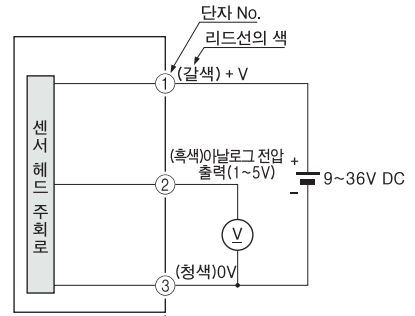 단자 No.
리드선의 색
① (갈색) + V
센서 헤드 주회로
(흑색)아날로그 전압
출력(1~5V)
②
+
9~36V DC
-
V
③ (청색)0V